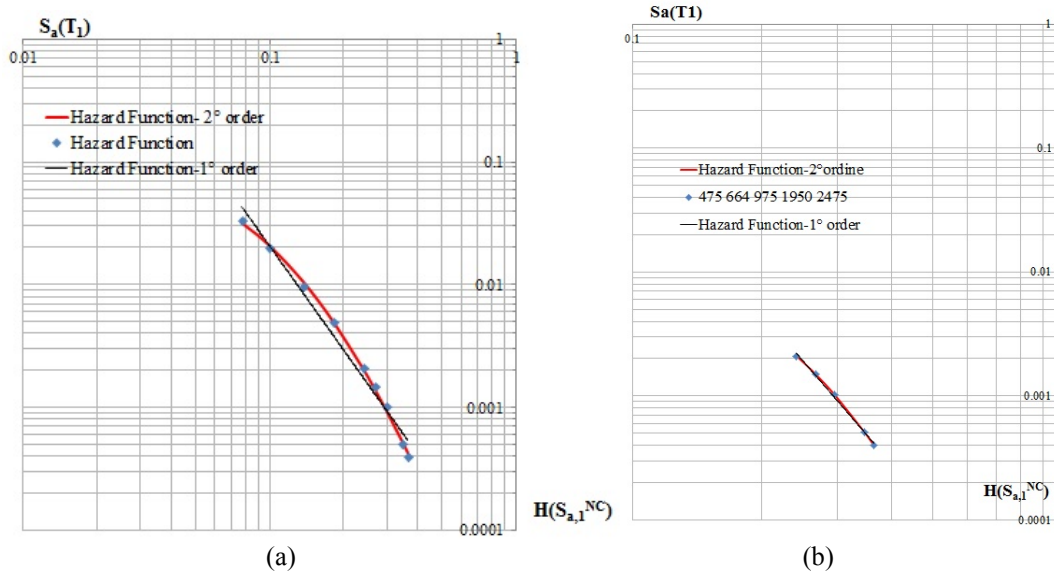 Sa(T1)
0.01
0.1
1
1
Hazard Function- 2° order
Hazard Function
Hazard Function-1° order
0.1
0.01
0.001
0.0001
H(Sa,1NC)
(a)
Sa(T1)
0.1
1
1
0.1
Hazard Function-2°ordine
475 664 975 1950 2475
Hazard Function-1° order
0.01
0.001
H(Sa,1NC)
0.0001
(b)